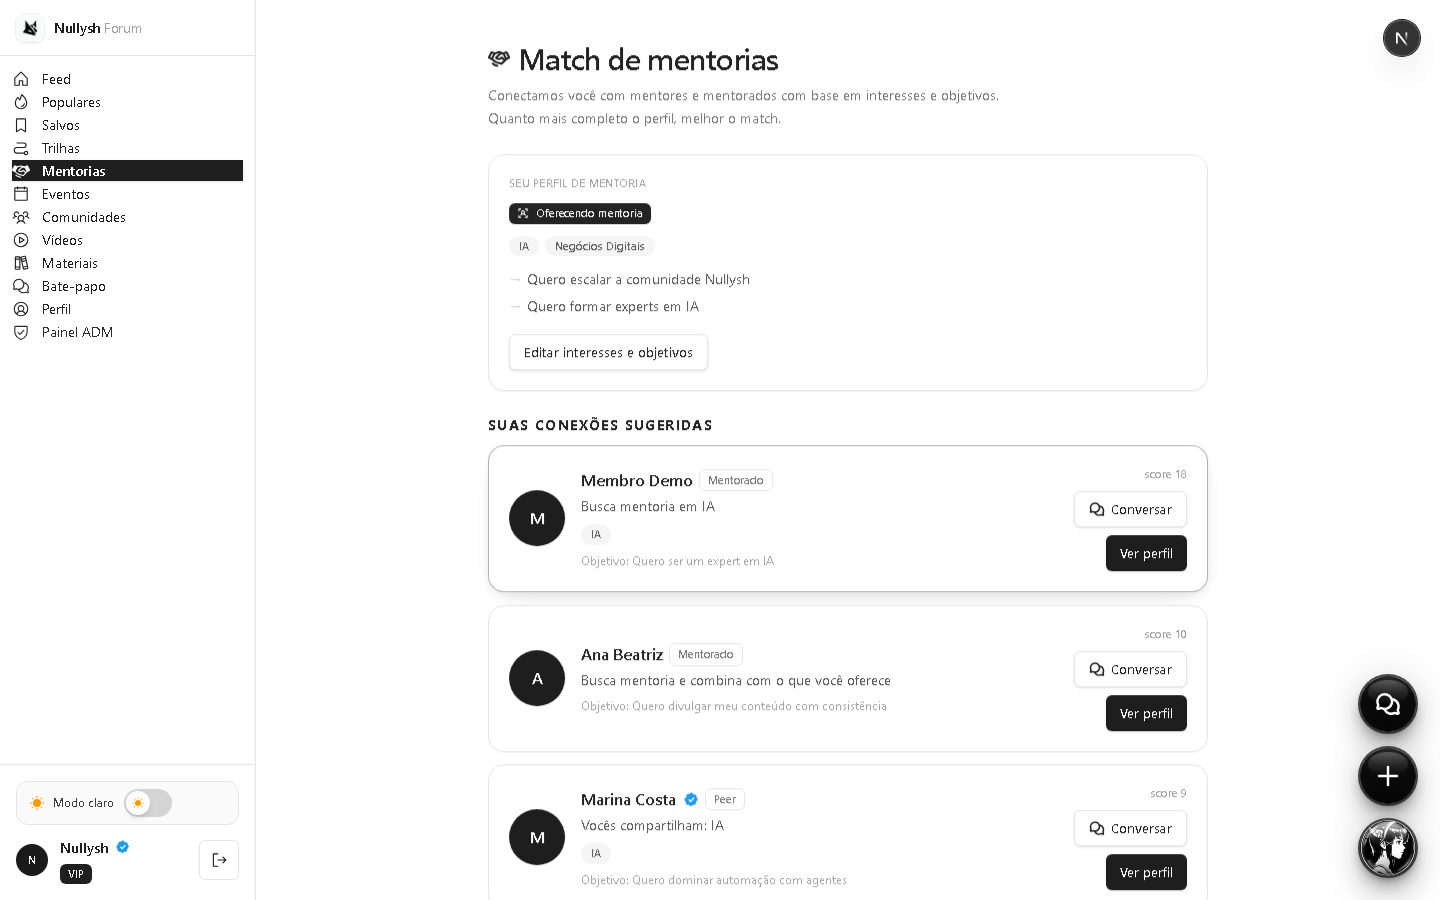 Nullysh Forum
Feed
Populares
Salvos
Trilhas
Mentorias
Eventos
Comunidades
Vídeos
Materiais
Bate-papo
Perfil
Painel ADM
Modo claro
N
Nullysh
VIP
N
Match de mentorias
Conectamos você com mentores e mentorados com base em interesses e objetivos.
Quanto mais completo o perfil, melhor o match.
SEU PERFIL DE MENTORIA
Oferecendo mentoria
IA Negócios Digitais
→ Quero escalar a comunidade Nullysh
→ Quero formar experts em IA
Editar interesses e objetivos
SUAS CONEXÕES SUGERIDAS
M
Membro Demo Mentorado
Busca mentoria em IA
IA
Objetivo: Quero ser um expert em IA
score 18
Conversar
Ver perfil
A
Ana Beatriz Mentorado
Busca mentoria e combina com o que você oferece
Objetivo: Quero divulgar meu conteúdo com consistência
score 10
Conversar
Ver perfil
M
Marina Costa Peer
Vocês compartilham: IA
IA
Objetivo: Quero dominar automação com agentes
score 9
Conversar
Ver perfil